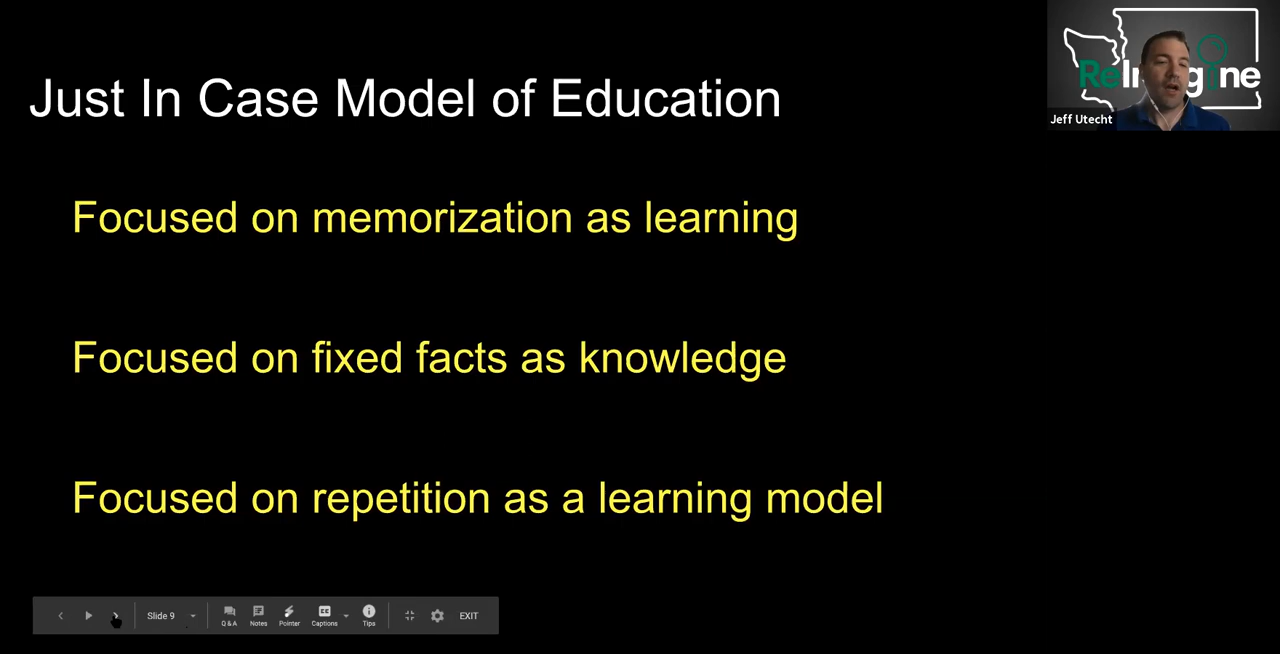 Just In Case Model of Education
ReImagine
Jeff Utecht
Focused on memorization as learning
Focused on fixed facts as knowledge
Focused on repetition as a learning model
Slide 9
Q & A
Notes
Pointer
Captions
Tips
EXIT